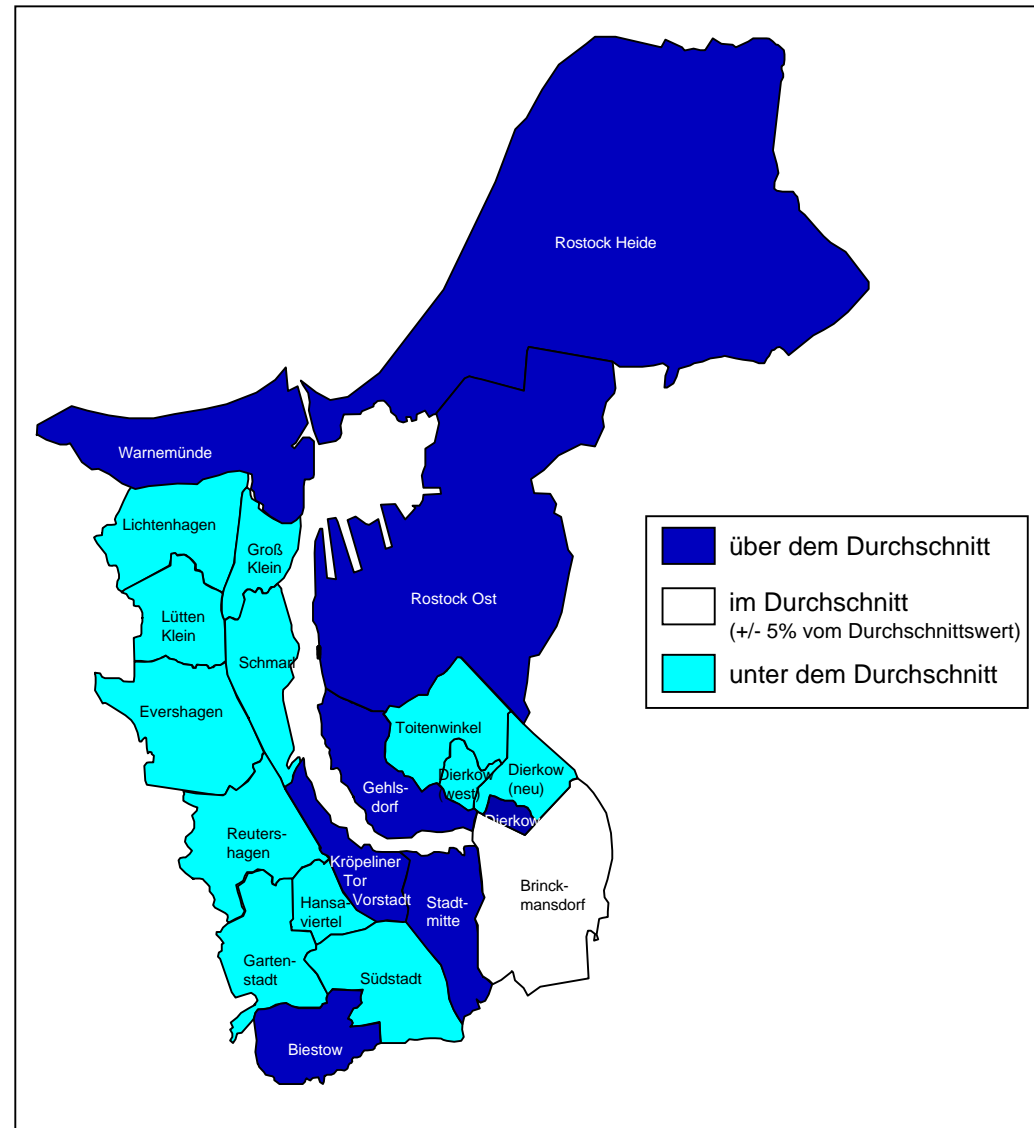 Rostock Heide
Warnemünde
Lichtenhagen
Groß
Klein
Rostock Ost
Lütten
Klein
Schmarl
Evershagen
Toitenwinkel
Dierkow
(west)
Dierkow
(neu)
Gehls-
dorf
Dierkow
Reuters-
hagen
Kröpeliner
Tor
Vorstadt
Hansa-
viertel
Stadt-
mitte
Brinck-
mansdorf
Garten-
stadt
Südstadt
Biestow
über dem Durchschnitt
im Durchschnitt
(+/- 5% vom Durchschnittswert)
unter dem Durchschnitt